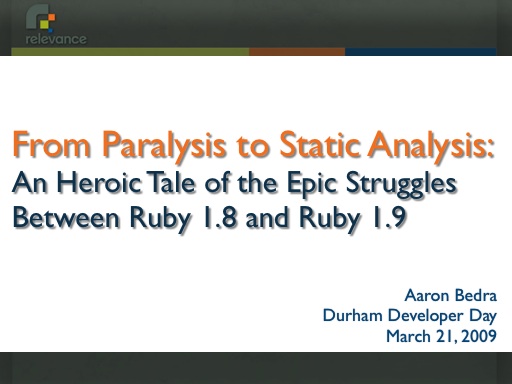 relevance
From Paralysis to Static Analysis:
An Heroic Tale of the Epic Struggles
Between Ruby 1.8 and Ruby 1.9
Aaron Bedra
Durham Developer Day
March 21, 2009